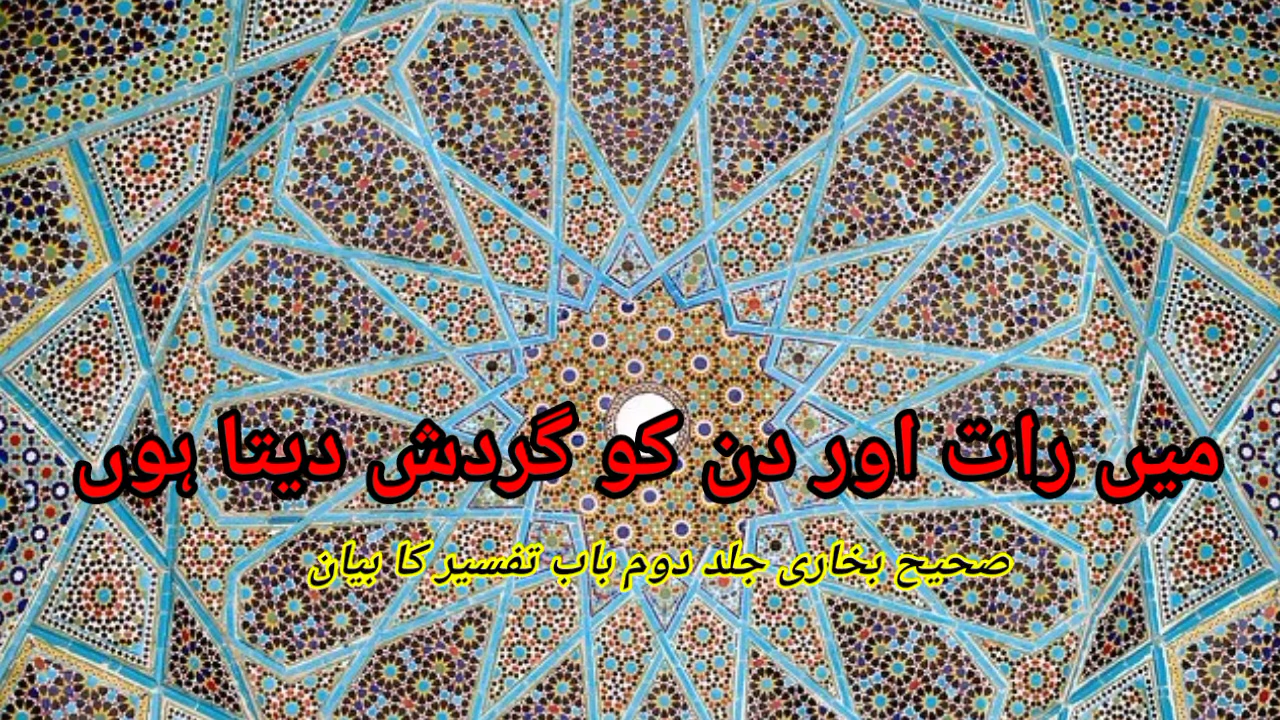 میں رات اور دن کو گردش دیتا ہوں
صحیح بخاری جلد دوم باب تفسیر کا بیان